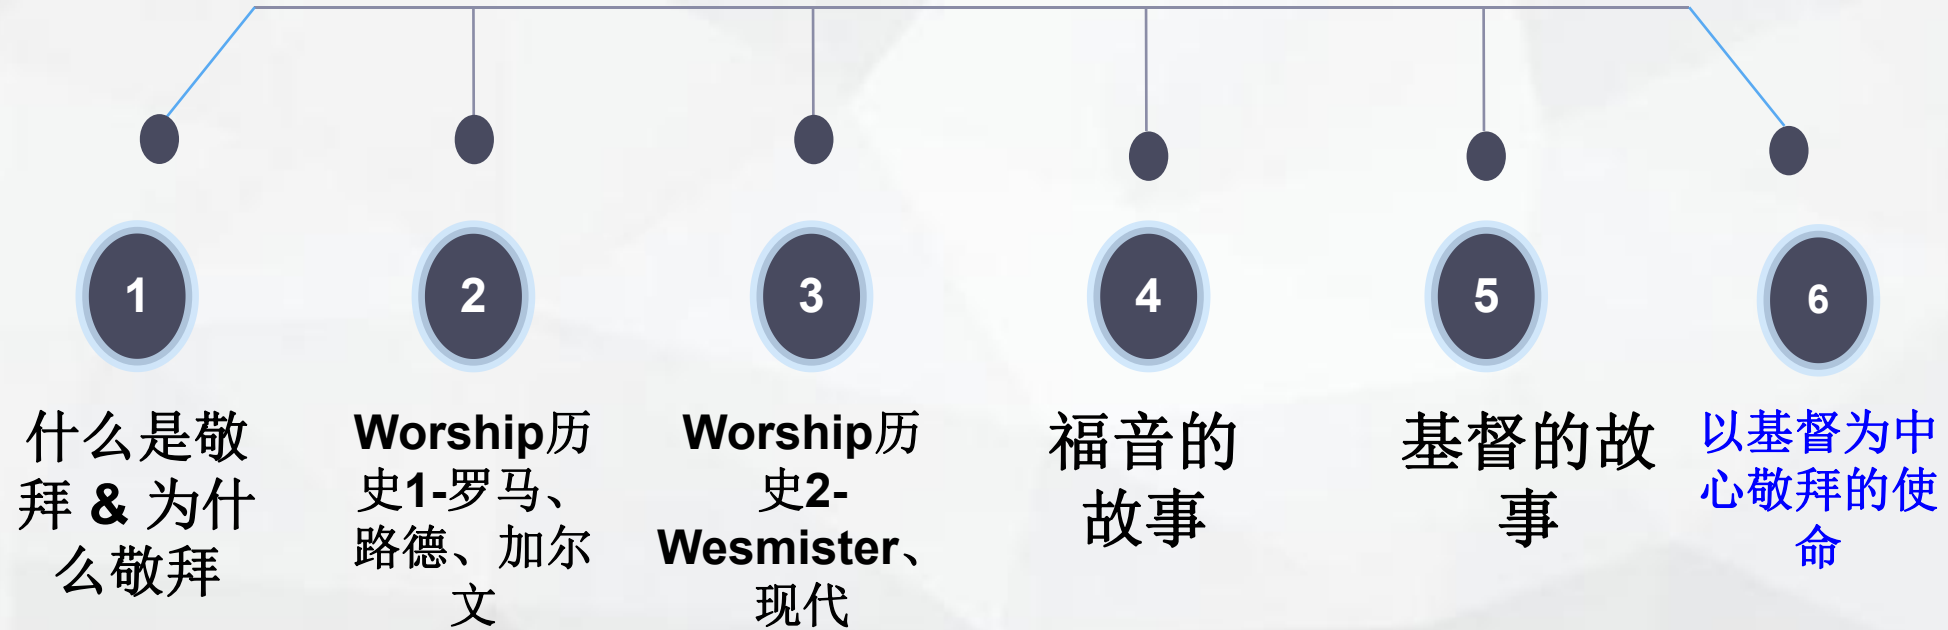 1
什么是敬
拜 & 为什
么敬拜
2
Worship历
史1-罗马、
路德、加尔
文
3
Worship历
史2-
Wesmister、
现代
4
福音的
故事
5
基督的故
事
6
以基督为中
心敬拜的使
命